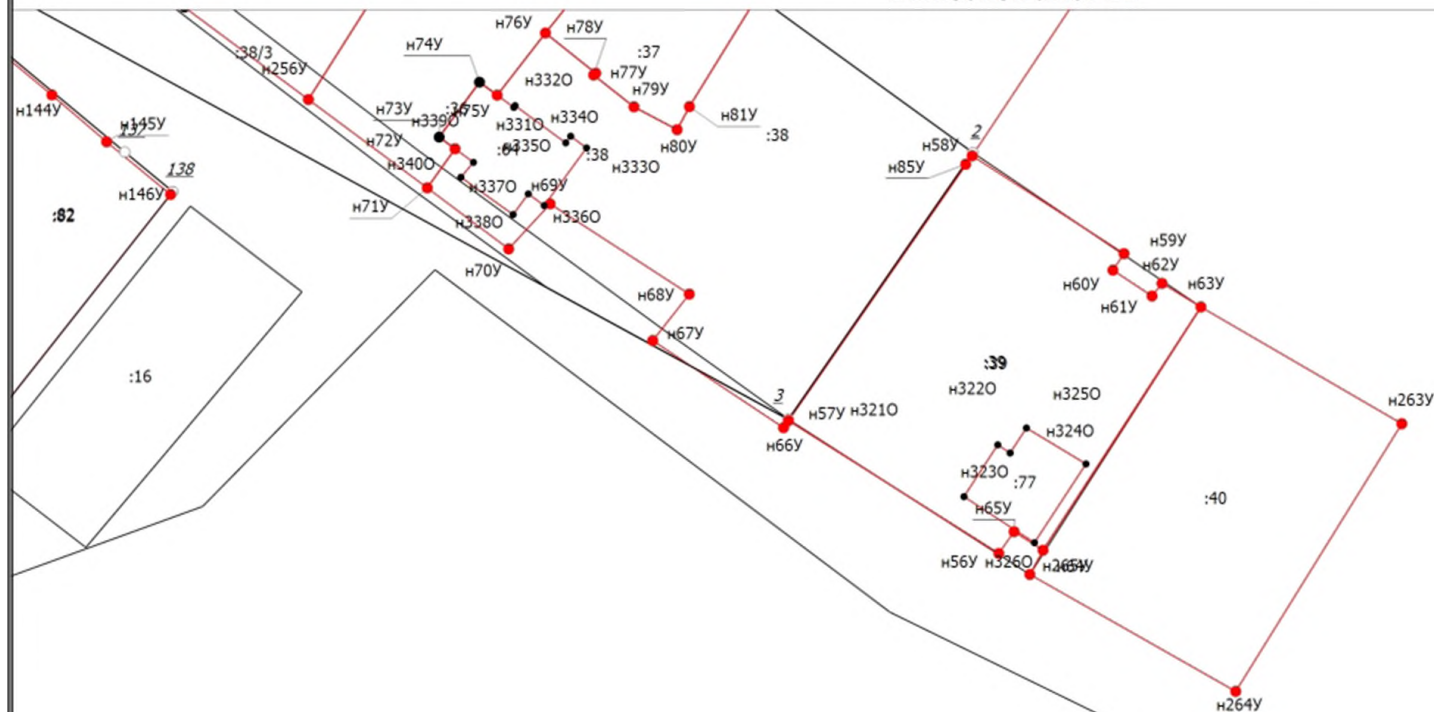 н76У
н78У
:37
:38/3
н74У
н256У
н77У
н332О
н79У
н144У
н73У
н75У
н81У
н145У
137
н339О
н331О
н334О
:38
н72У
н335О
н80У
2
н58У
138
н340О
:38
н333О
н85У
н146У
н337О
н69У
н71У
:82
н338О
н336О
н59У
н70У
н62У
н60У
н63У
н68У
н61У
н67У
:16
:39
н322О
н325О
3
н57У
н321О
н263У
н66У
н324О
н323О
:77
:40
н65У
н56У
н326О
н264У